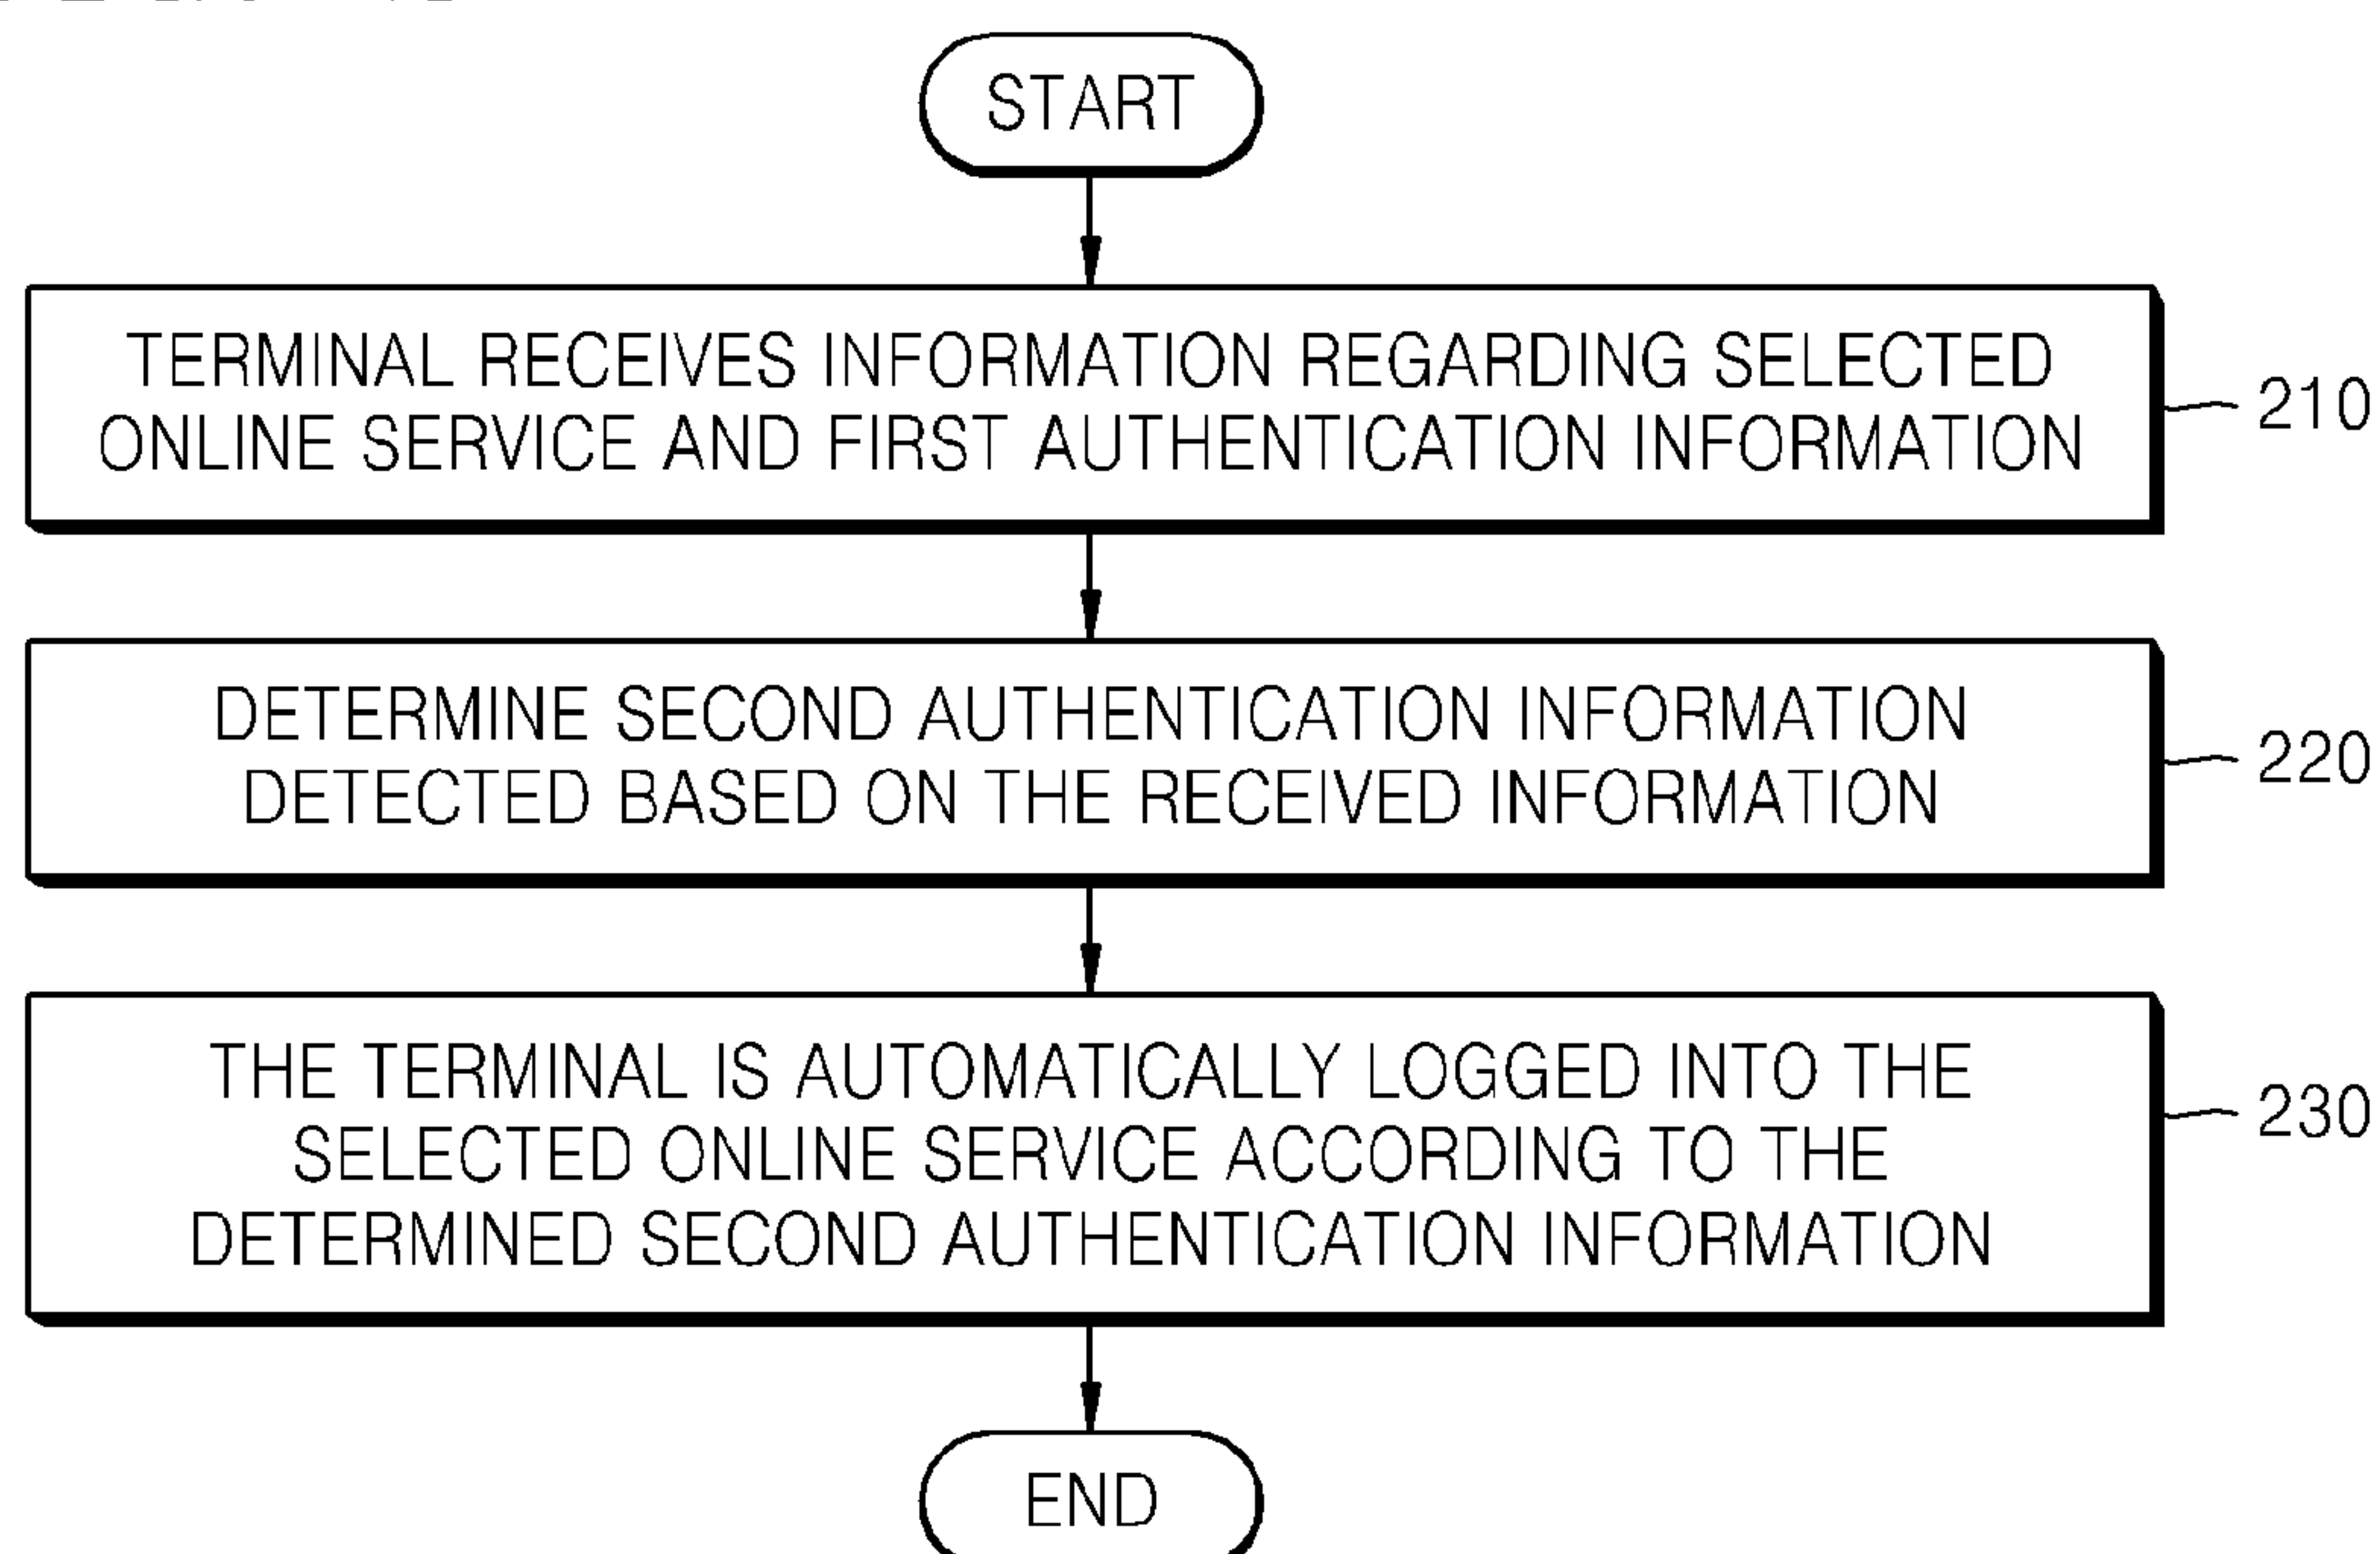 START
TERMINAL RECEIVES INFORMATION REGARDING SELECTED
ONLINE SERVICE AND FIRST AUTHENTICATION INFORMATION
210
DETERMINE SECOND AUTHENTICATION INFORMATION
DETECTED BASED ON THE RECEIVED INFORMATION
220
THE TERMINAL IS AUTOMATICALLY LOGGED INTO THE
SELECTED ONLINE SERVICE ACCORDING TO THE
DETERMINED SECOND AUTHENTICATION INFORMATION
230
END